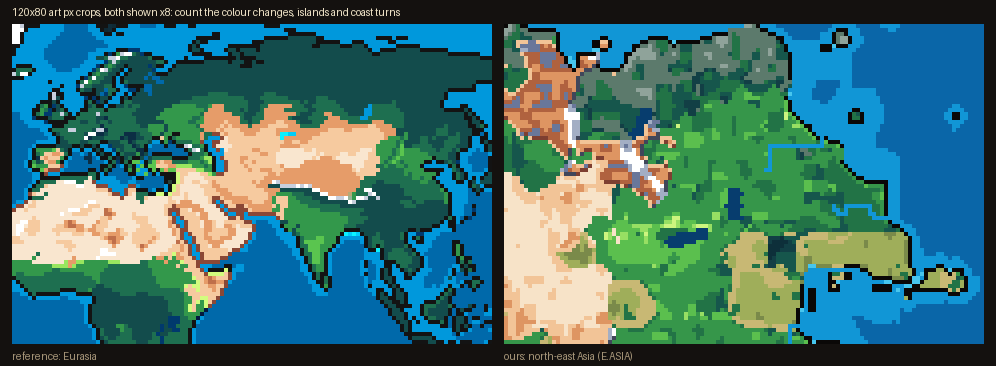 120x80 art px crops, both shown x8: count the colour changes, islands and coast turns
reference: Eurasia
ours: north-east Asia (E.ASIA)